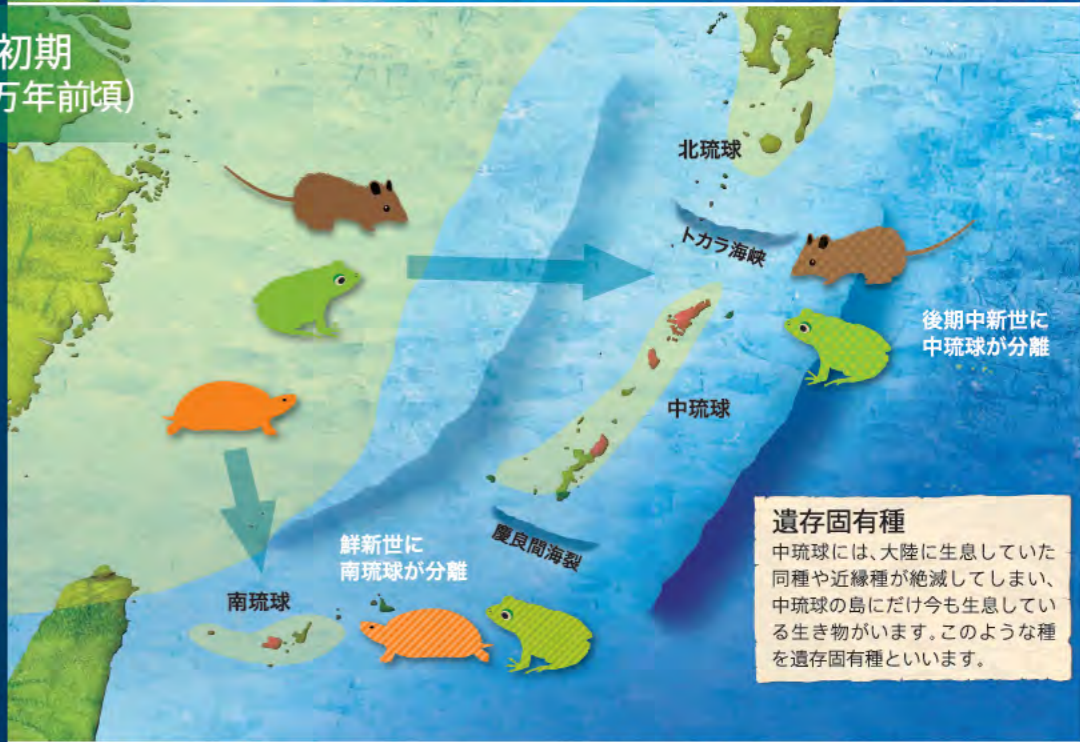 初期
万年前頃)
北琉球
トカラ海峡
後期中新世に
中琉球が分離
中琉球
慶良間海裂
鮮新世に
南琉球が分離
南琉球
遺存固有種
中琉球には、大陸に生息していた
同種や近縁種が絶滅してしまい、
中琉球の島にだけ今も生息してい
る生き物がいます。このような種
を遺存固有種といいます。